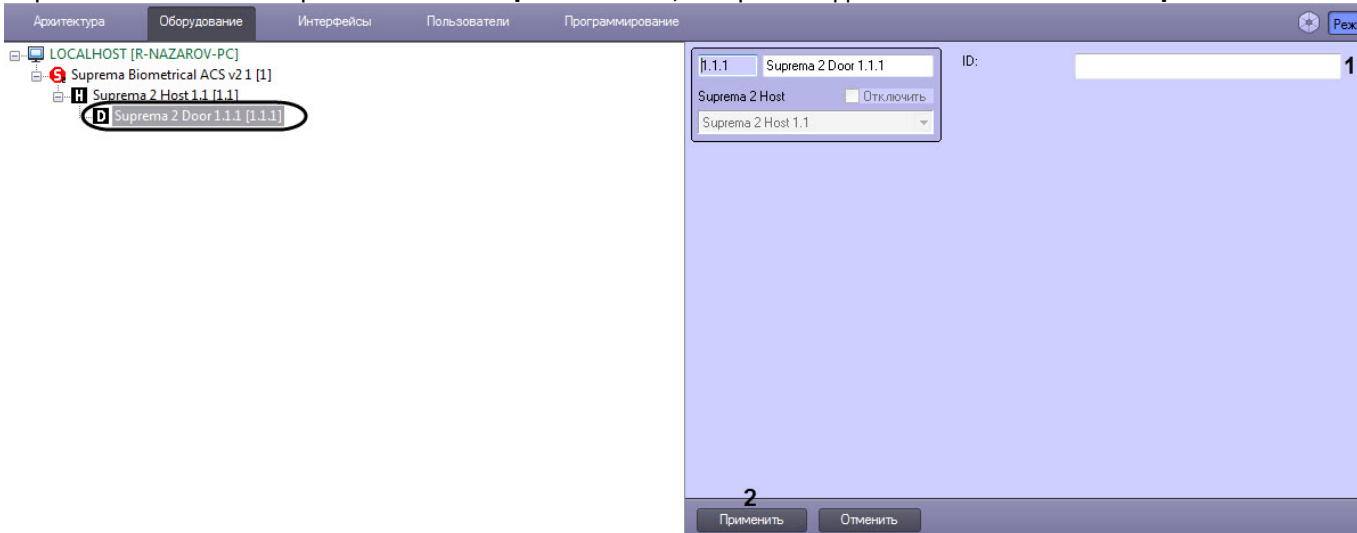 Архитектура Оборудование Интерфейсы Пользователи Программирование
LOCALHOST [R-NAZAROV-PC]
Suprema Biometrical ACS v2 1 [1]
H Suprema 2 Host 1.1 [1.1]
D Suprema 2 Door 1.1.1 [1.1.1]
1.1.1 Suprema 2 Door 1.1.1
Suprema 2 Host Отключить
Suprema 2 Host 1.1
ID: 1
2
Применить Отменить